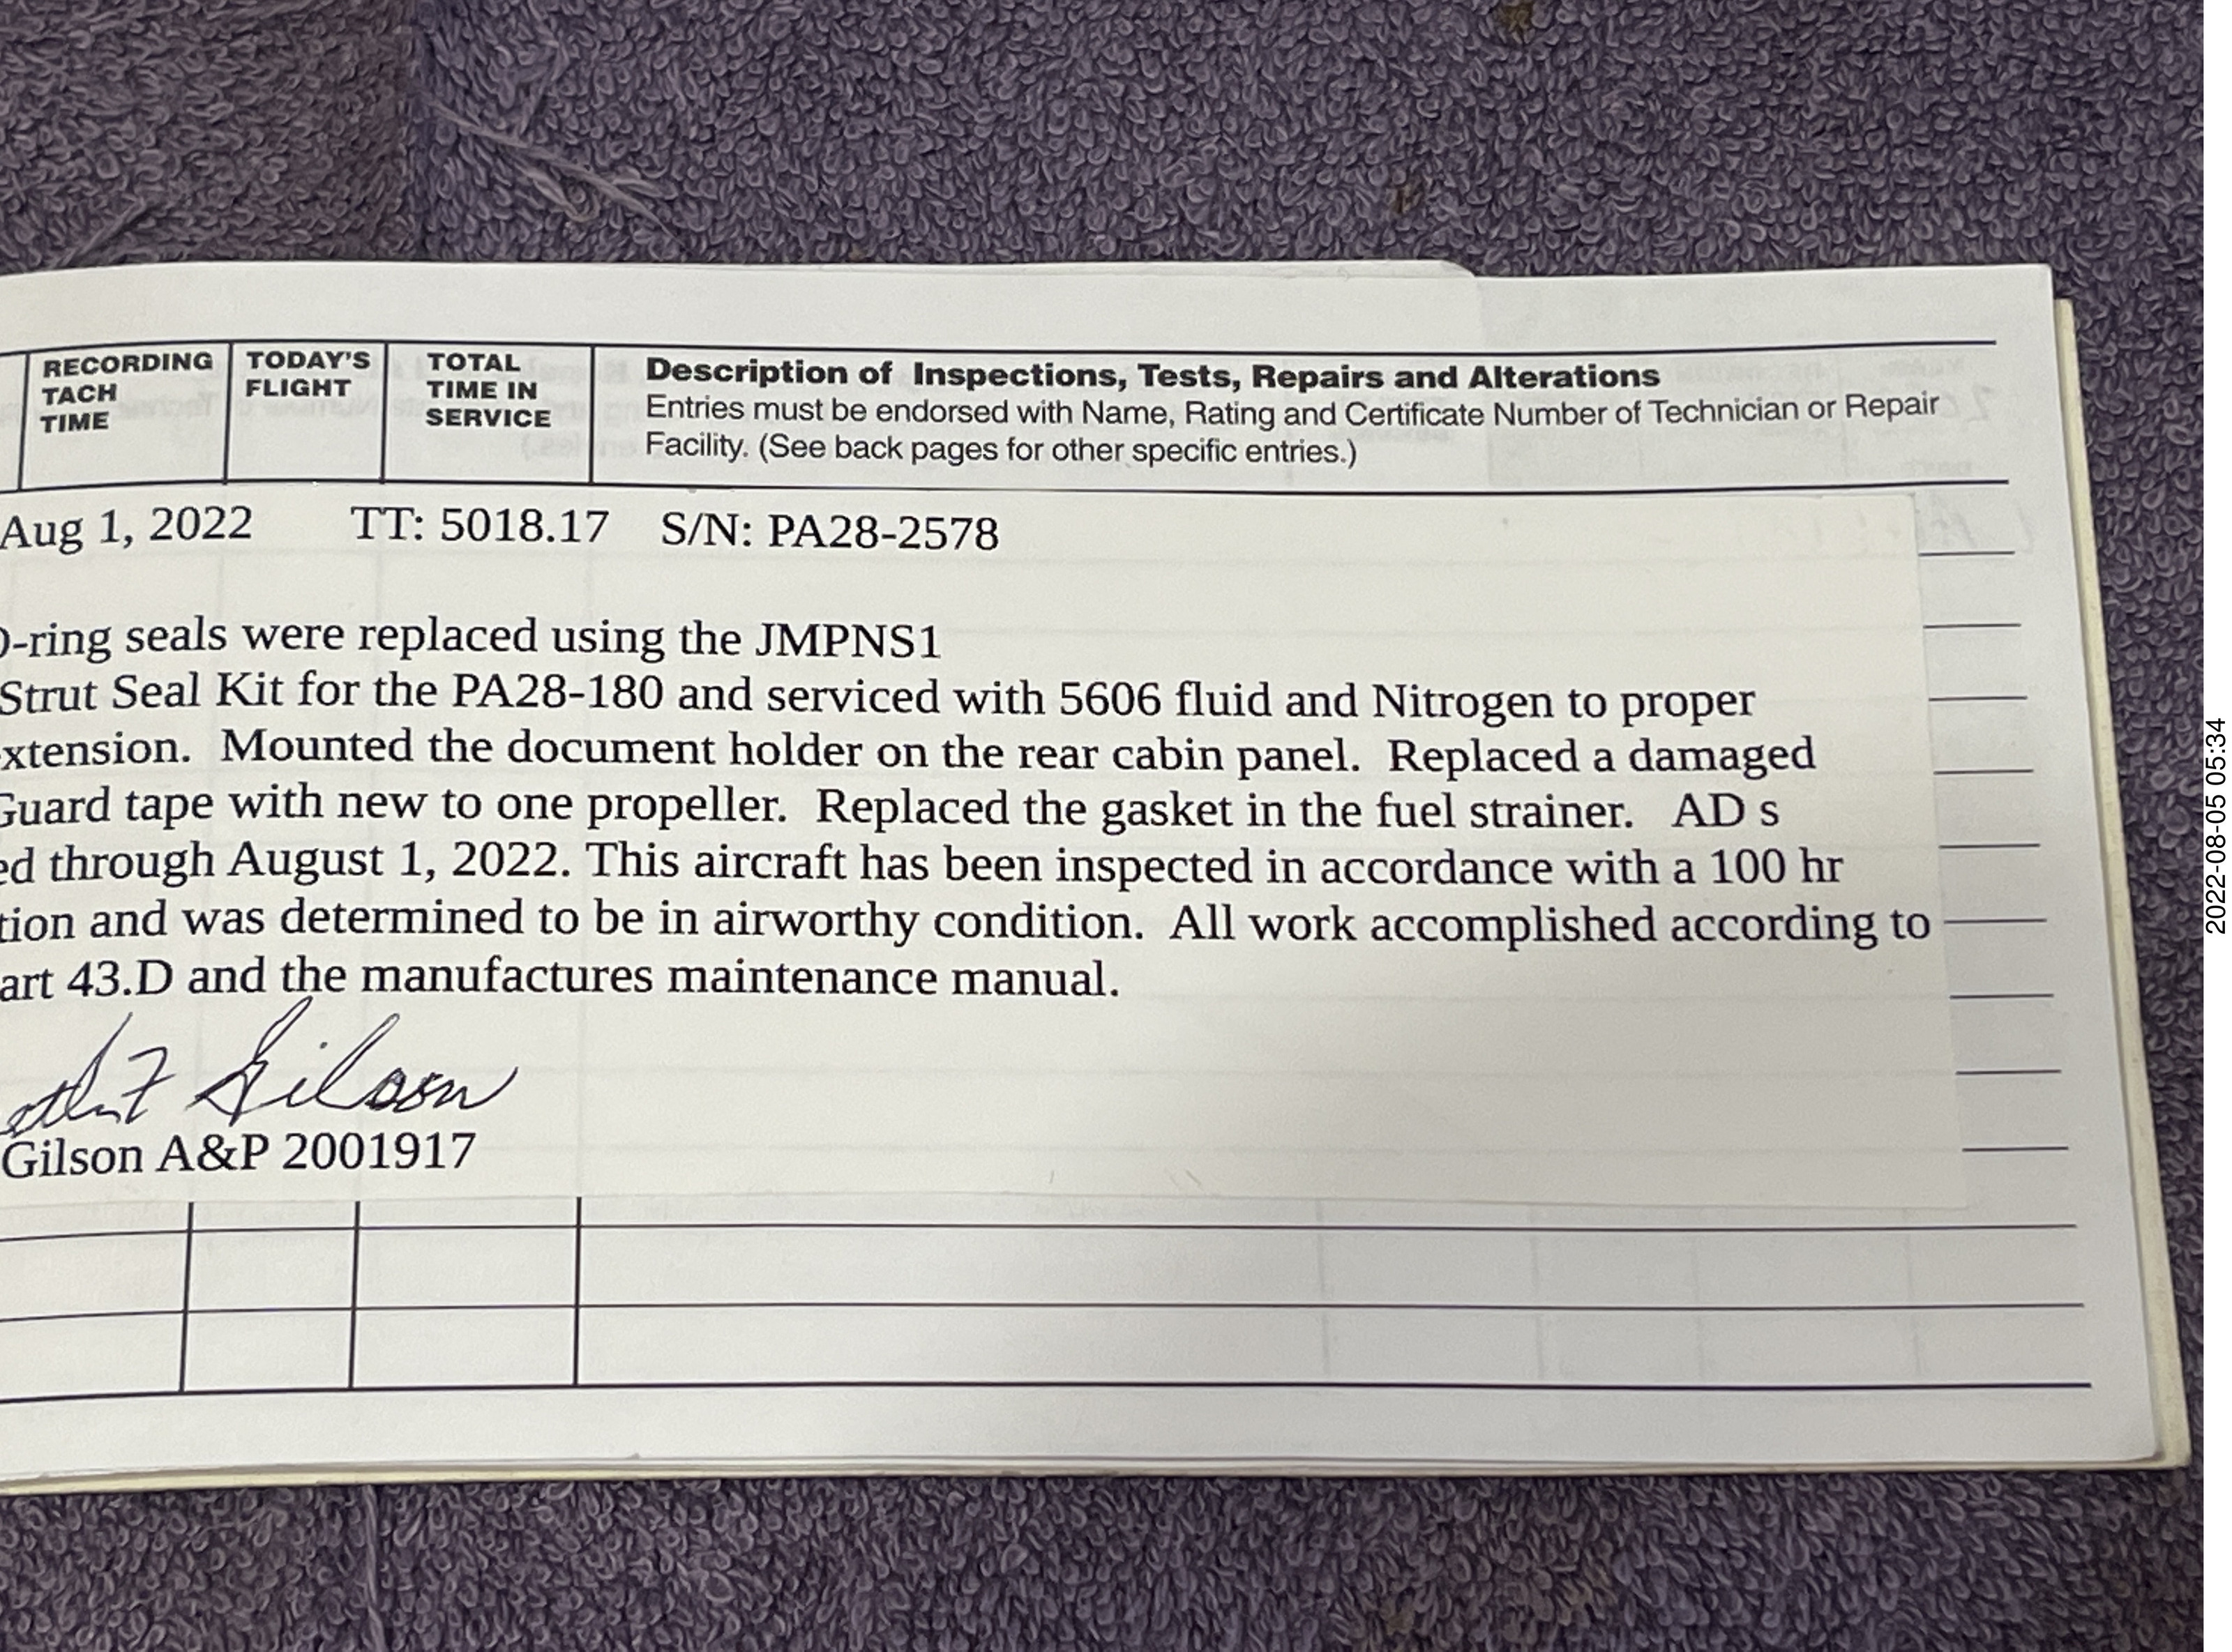 RECORDING TACH TIME
TODAY'S FLIGHT
TOTAL TIME IN SERVICE
Description of Inspections, Tests, Repairs and Alterations
Entries must be endorsed with Name, Rating and Certificate Number of Technician or Repair
Facility. (See back pages for other specific entries.)
Aug 1, 2022 TT: 5018.17 S/N: PA28-2578
O-ring seals were replaced using the JMPNS1
Strut Seal Kit for the PA28-180 and serviced with 5606 fluid and Nitrogen to proper
xtension. Mounted the document holder on the rear cabin panel. Replaced a damaged
Guard tape with new to one propeller. Replaced the gasket in the fuel strainer. AD s
ed through August 1, 2022. This aircraft has been inspected in accordance with a 100 hr
tion and was determined to be in airworthy condition. All work accomplished according to
art 43.D and the manufactures maintenance manual.
Gilson
Gilson A&P 2001917
2022-08-05 05:34